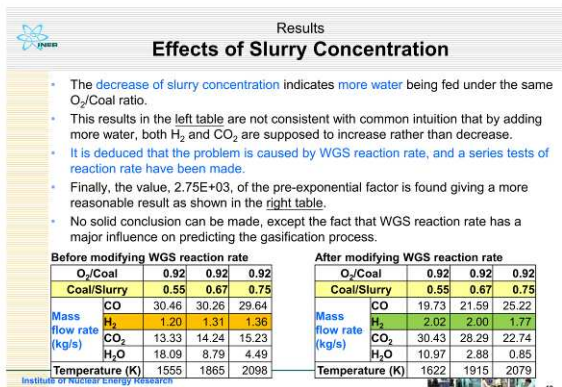 INER
Results
Effects of Slurry Concentration
• The decrease of slurry concentration indicates more water being fed under the same
O2/Coal ratio.
• This results in the left table are not consistent with common intuition that by adding
more water, both H2 and CO2 are supposed to increase rather than decrease.
• It is deduced that the problem is caused by WGS reaction rate, and a series tests of
reaction rate have been made.
• Finally, the value, 2.75E+03, of the pre-exponential factor is found giving a more
reasonable result as shown in the right table.
• No solid conclusion can be made, except the fact that WGS reaction rate has a
major influence on predicting the gasification process.
Before modifying WGS reaction rate
O2/Coal 0.92 0.92 0.92
Coal/Slurry 0.55 0.67 0.75
Mass flow rate (kg/s)
CO 30.46 30.26 29.64
H2 1.20 1.31 1.36
CO2 13.33 14.24 15.23
H2O 18.09 8.79 4.49
Temperature (K) 1555 1865 2098
After modifying WGS reaction rate
O2/Coal 0.92 0.92 0.92
Coal/Slurry 0.55 0.67 0.75
Mass flow rate (kg/s)
CO 19.73 21.59 25.22
H2 2.02 2.00 1.77
CO2 30.43 28.29 22.74
H2O 10.97 2.88 0.85
Temperature (K) 1622 1915 2079
Institute of Nuclear Energy Research